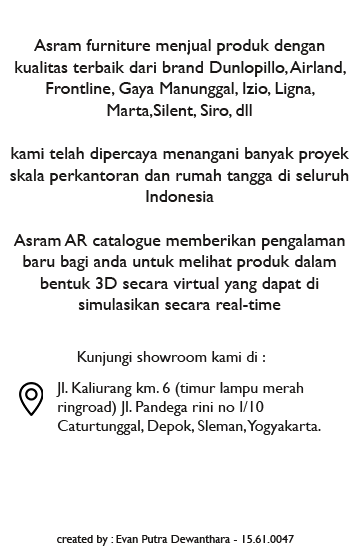 Asram furniture menjual produk dengan
kualitas terbaik dari brand Dunlopillo, Airland,
Frontline, Gaya Manunggal, Izio, Ligna,
Marta,Silent, Siro, dll
kami telah dipercaya menangani banyak proyek
skala perkantoran dan rumah tangga di seluruh
Indonesia
Asram AR catalogue memberikan pengalaman
baru bagi anda untuk melihat produk dalam
bentuk 3D secara virtual yang dapat di
simulasikan secara real-time
Kunjungi showroom kami di :
Jl. Kaliurang km. 6 (timur lampu merah
ringroad) Jl. Pandega rini no I/10
Caturtunggal, Depok, Sleman, Yogyakarta.
created by : Evan Putra Dewanthara - 15.61.0047